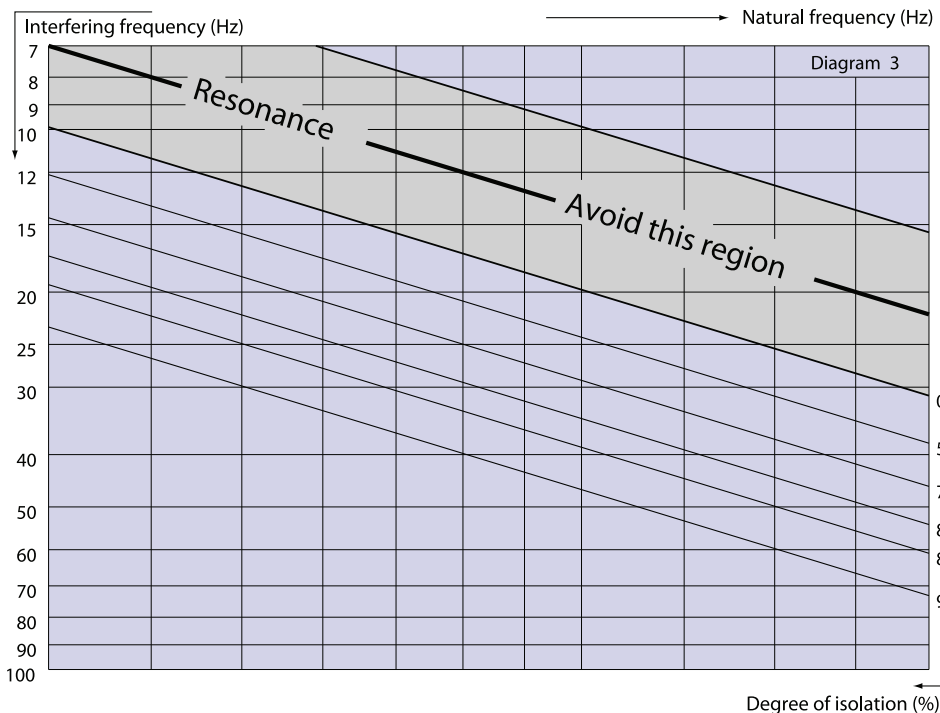 Interfering frequency (Hz)
Natural frequency (Hz)
Diagram 3
7
8
9
10
12
15
20
25
30
40
50
60
70
80
90
100
Resonance
Avoid this region
Degree of isolation (%)